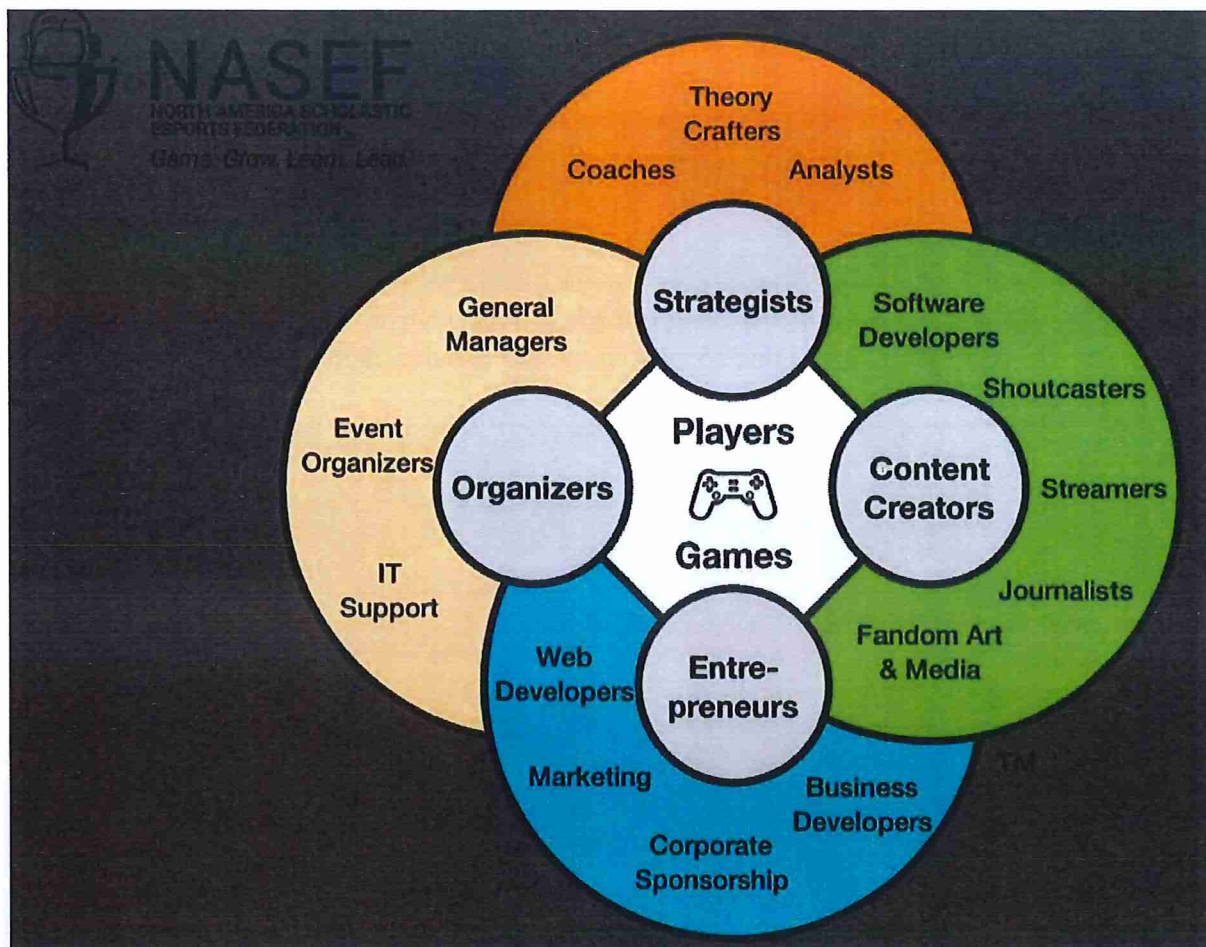 NASEF
NORTH AMERICA SCHOLASTIC
ESPORTS FEDERATION
Game. Grow. Learn. Lead.
Theory
Crafters
Coaches
Analysts
Strategists
General
Managers
Software
Developers
Shoutcasters
Event
Organizers
Organizers
Players
Games
Content
Creators
Streamers
IT
Support
Journalists
Fandom Art
& Media
Web
Developers
Entre-
preneurs
Marketing
Business
Developers
Corporate
Sponsorship
TM